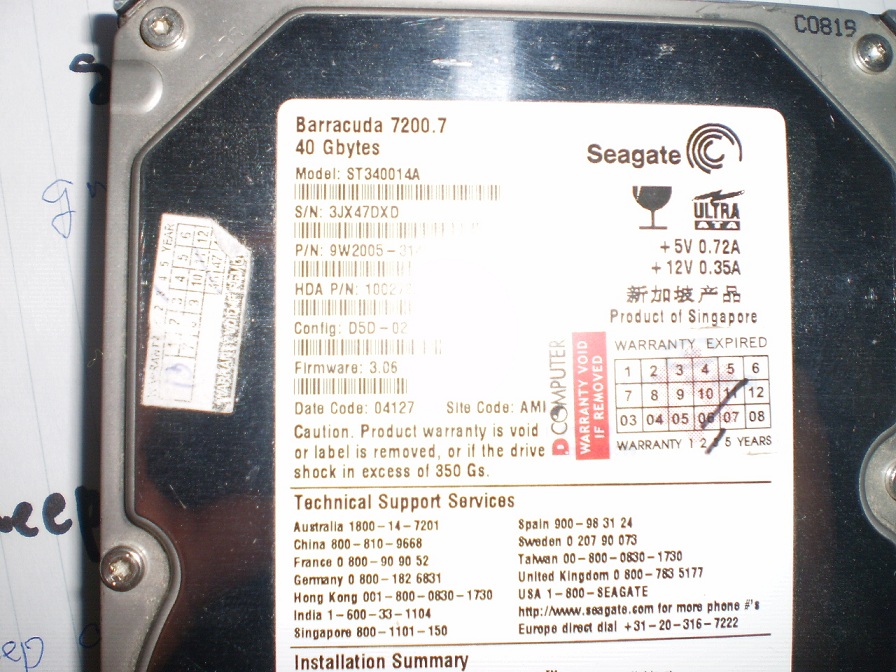 C0819
Barracuda 7200.7
40 Gbytes
Seagate
Model: ST340014A
S/N: 3JX47DXD
ULTRA
ATA
P/N: 9W2005-31
+5V 0.72A
+12V 0.35A
HDA P/N: 1002
新加坡产品
Product of Singapore
Config: D5D-02
Firmware: 3.06
Date Code: 04127 Site Code: AMI
Caution. Product warranty is void
or label is removed, or if the drive
shock in excess of 350 Gs.
D COMPUTER
WARRANTY VOID
IF REMOVED
WARRANTY EXPIRED
1 2 3 4 5 6
7 8 9 10 11 12
03 04 05 06 07 08
WARRANTY 1 2 3 5 YEARS
Technical Support Services
Australia 1800-14-7201
China 800-810-9668
France 0 800-90 90 52
Germany 0 800-182 6831
Hong Kong 001-800-0830-1730
India 1-600-33-1104
Singapore 800-1101-150
Spain 900-98 31 24
Sweden 0 207 90 073
Taiwan 00-800-0830-1730
United Kingdom 0 800-783 5177
USA 1-800-SEAGATE
http://www.seagate.com for more phone #'s
Europe direct dial +31-20-316-7222
Installation Summary